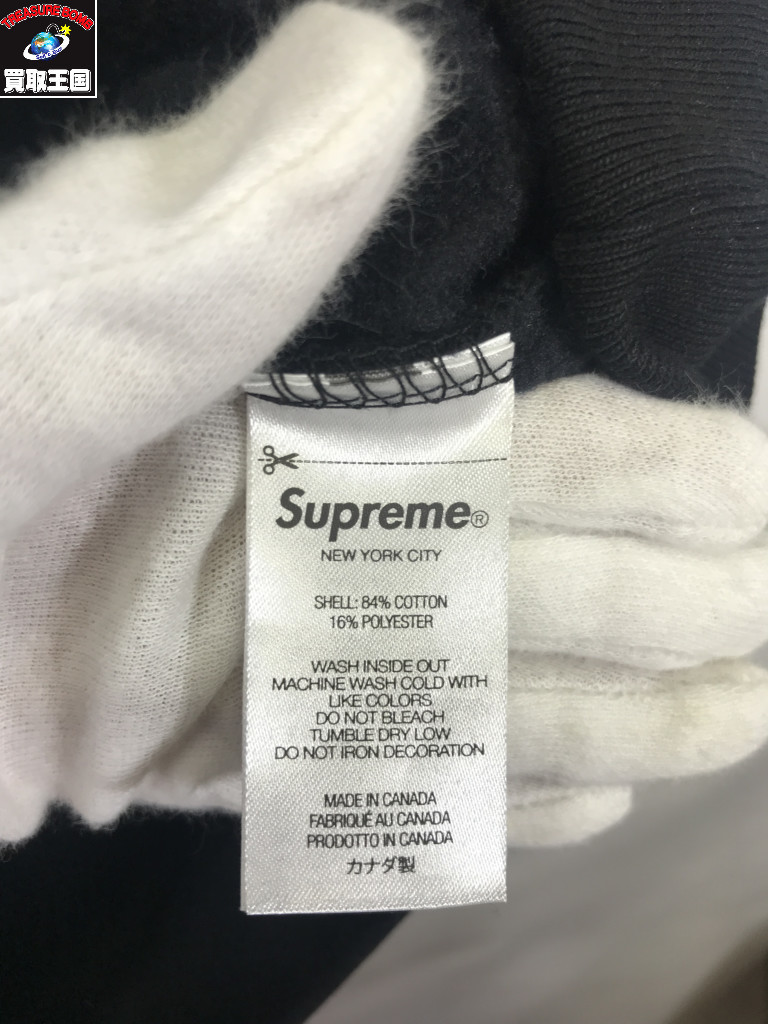 TREASURE BOMB
買取王国
Supreme®
NEW YORK CITY
SHELL: 84% COTTON
16% POLYESTER
WASH INSIDE OUT
MACHINE WASH COLD WITH
LIKE COLORS
DO NOT BLEACH
TUMBLE DRY LOW
DO NOT IRON DECORATION
MADE IN CANADA
FABRIQUÉ AU CANADA
PRODOTTO IN CANADA
カナダ製